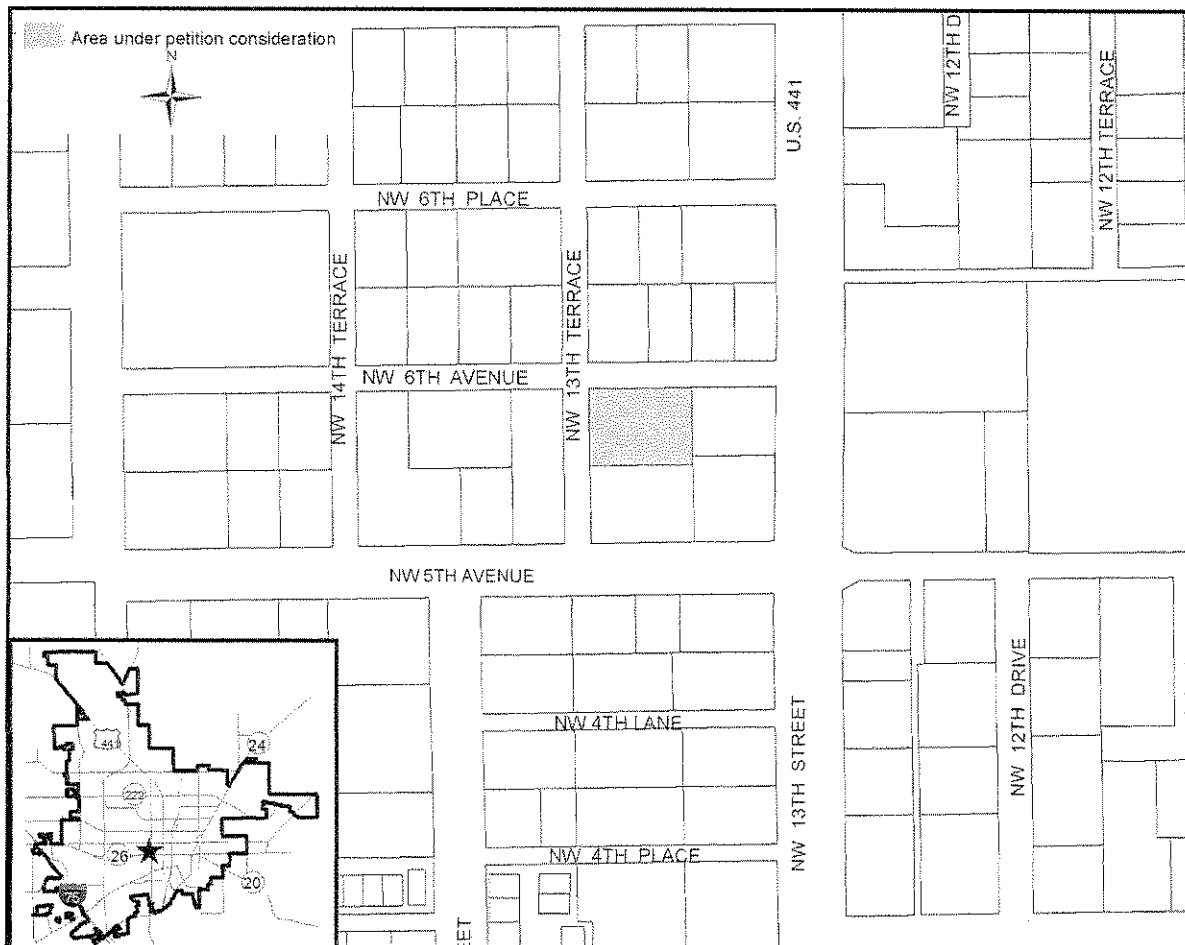 Area under petition consideration
N
NW 12TH D
U.S. 441
NW 12TH TERRACE
NW 6TH PLACE
NW 14TH TERRACE
NW 13TH TERRACE
NW 6TH AVENUE
NW 5TH AVENUE
NW 4TH LANE
NW 13TH STREET
NW 12TH DRIVE
NW 4TH PLACE
EET
24
222
26
20